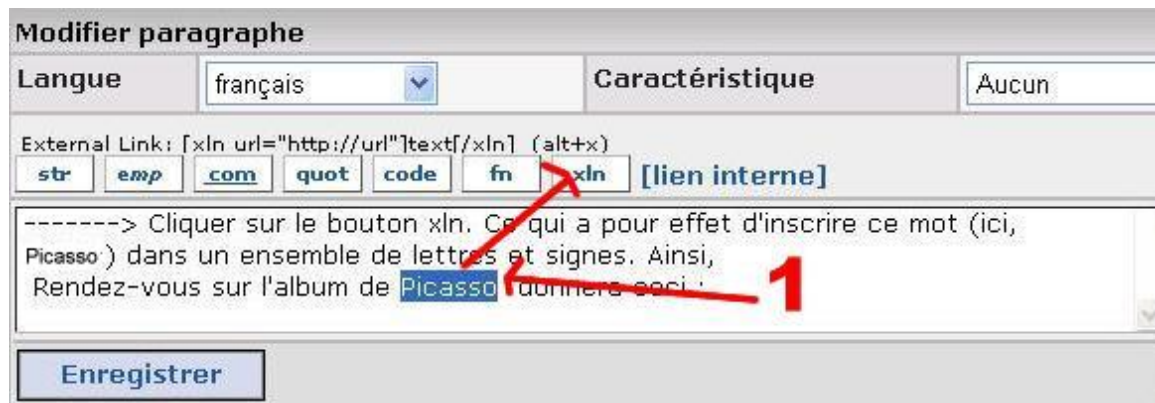 Modifier paragraphe
Langue français Caractéristique Aucun
External Link: [xln url="http://url"]text[/xln] (alt+x)
str emp com quot code fn xln [lien interne]
-------> Cliquer sur le bouton xln. Ce qui a pour effet d'inscrire ce mot (ici,
Picasso ) dans un ensemble de lettres et signes. Ainsi,
Rendez-vous sur l'album de Picasso donnera ceci :
1
Enregistrer